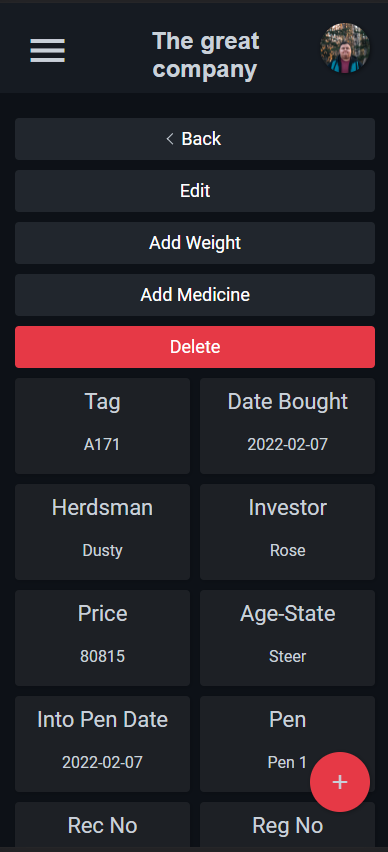 The great
company
Back
Edit
Add Weight
Add Medicine
Delete
Tag
Date Bought
A171
2022-02-07
Herdsman
Investor
Dusty
Rose
Price
Age-State
80815
Steer
Into Pen Date
Pen
2022-02-07
Pen 1
+
Rec No
Reg No